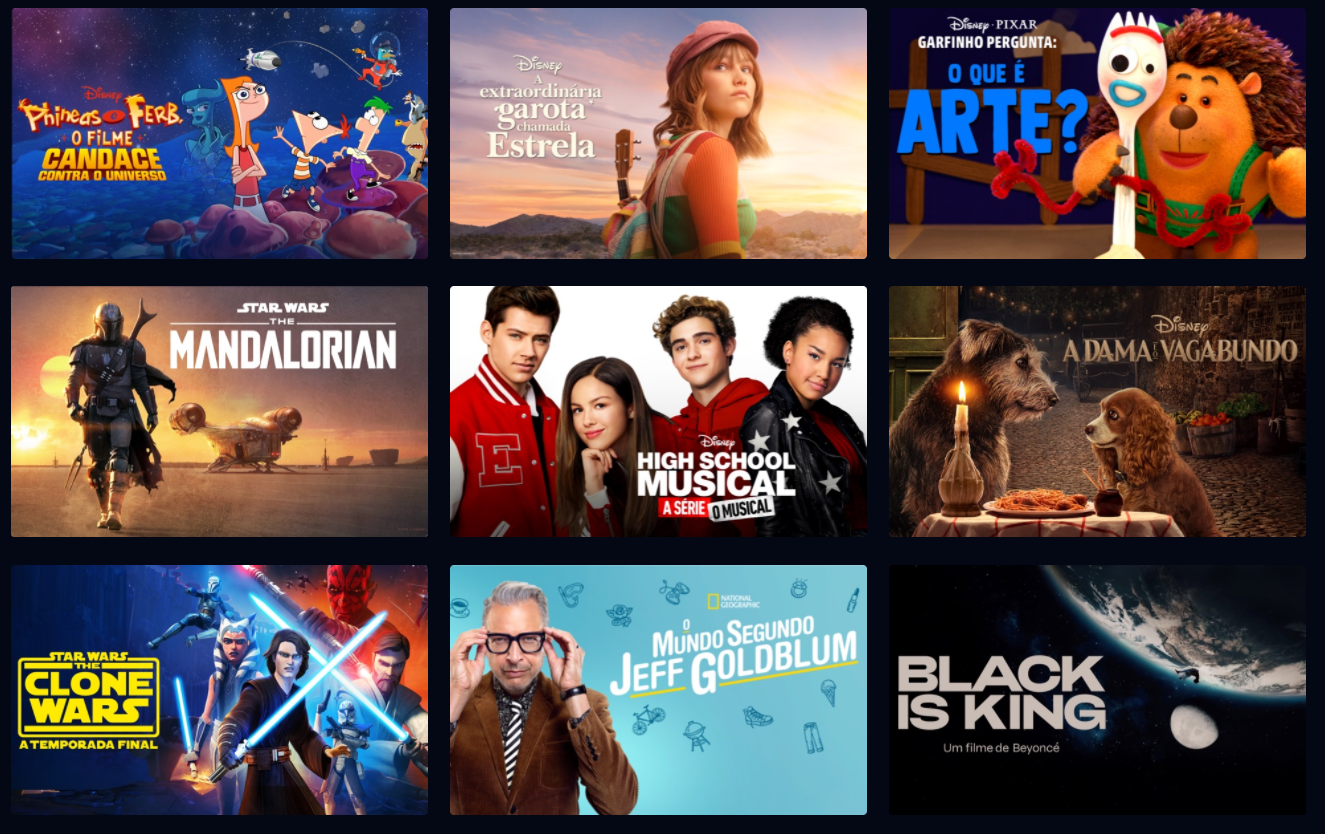 Disney
Phineas e Ferb
O FILME
CANDACE
CONTRA O UNIVERSO
Disney
A
extraordinária
garota
chamada
Estrela
Disney · PIXAR
GARFINHO PERGUNTA:
O QUE É
ARTE?
STAR WARS
THE
MANDALORIAN
Disney
HIGH SCHOOL
MUSICAL
A SÉRIE O MUSICAL
E
Disney
A DAMA E O VAGABUNDO
STAR WARS
THE
CLONE
WARS
A TEMPORADA FINAL
NATIONAL
GEOGRAPHIC
O
MUNDO SEGUNDO
JEFF GOLDBLUM
BLACK
IS KING
Um filme de Beyoncé